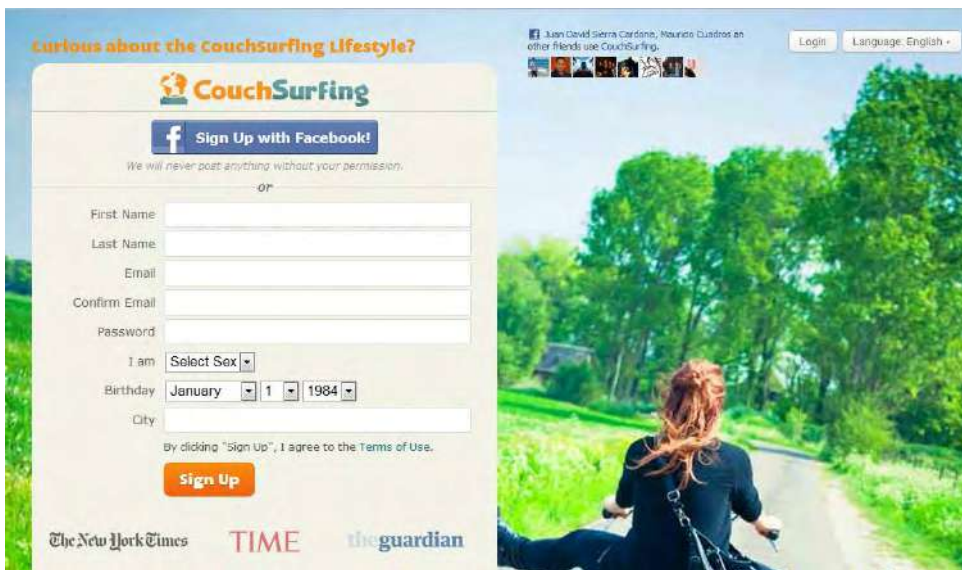 Curious about the CouchSurfing Lifestyle?
Juan David Sierra Cardona, Mauricio Cuadros an
other friends use CouchSurfing.
Login
Language: English
CouchSurfing
f Sign Up with Facebook!
We will never post anything without your permission.
or
First Name
Last Name
Email
Confirm Email
Password
I am Select Sex
Birthday January 1 1984
City
By clicking "Sign Up", I agree to the Terms of Use.
Sign Up
The New York Times TIME theguardian